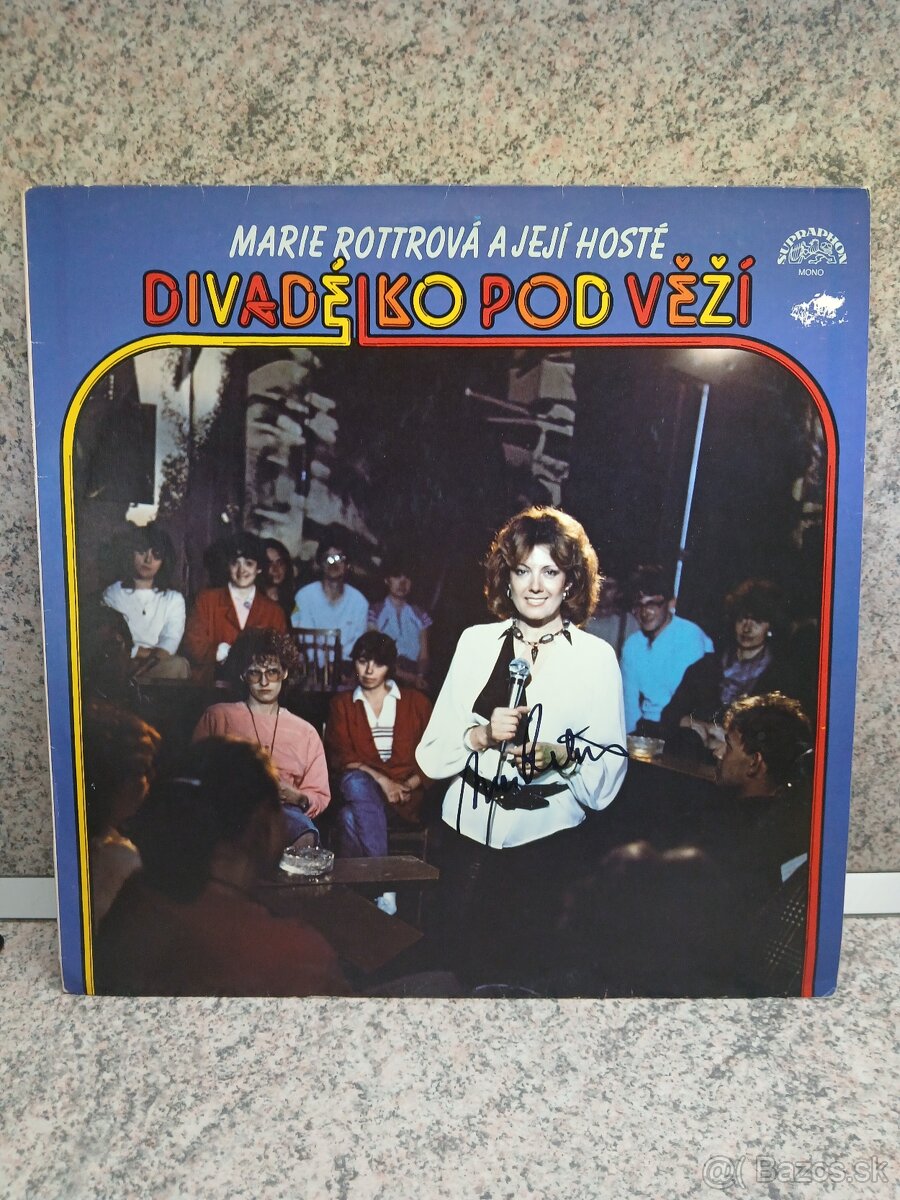 MARIE ROTTROVÁ A JEJÍ HOSTÉ
DIVADÉLKO POD VĚŽÍ
SUPRAPHON
MONO
@( Bazos.sk